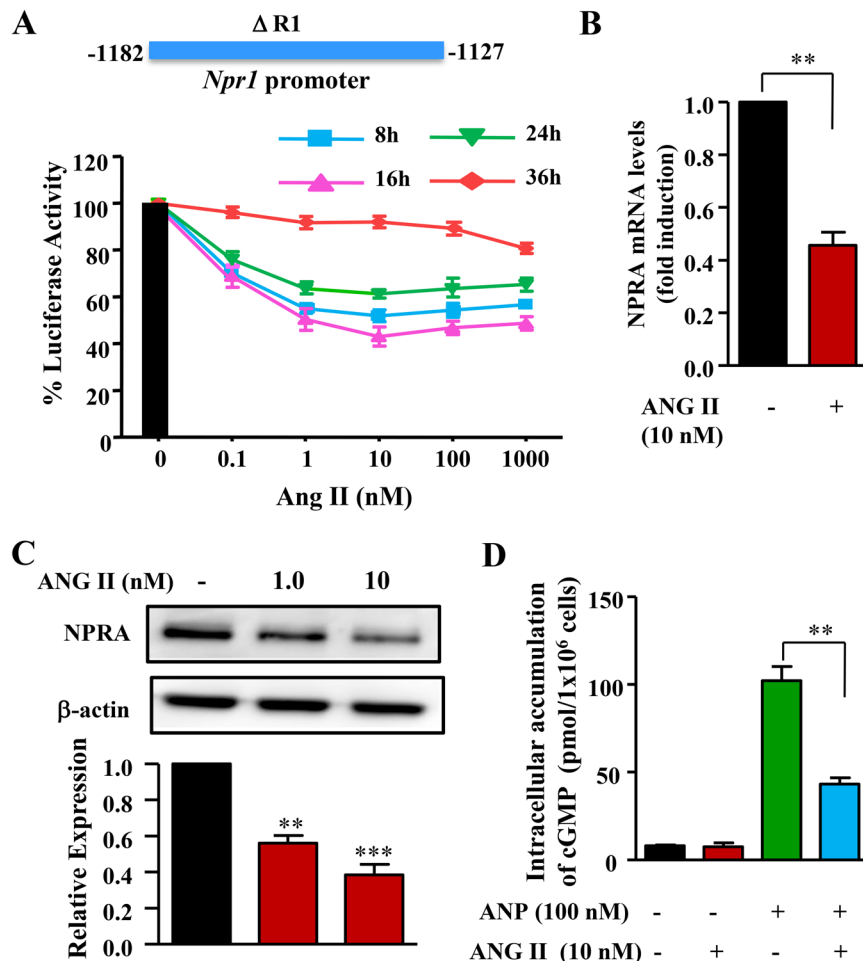 A
Δ R1
-1182
-1127
Npr1 promoter
8h
24h
16h
36h
% Luciferase Activity
120
100
80
60
40
20
0
0 0.1 1 10 100 1000
Ang II (nM)
B
**
NPRA mRNA levels
(fold induction)
1.0
0.8
0.6
0.4
0.2
0.0
ANG II
(10 nM)
- +
C
ANG II (nM) - 1.0 10
NPRA
β-actin
Relative Expression
1.0
0.8
0.6
0.4
0.2
0.0
**
***
D
Intracellular accumulation
of cGMP (pmol/1x10⁶ cells)
150
100
50
0
**
ANP (100 nM) - - + +
ANG II (10 nM) - + - +